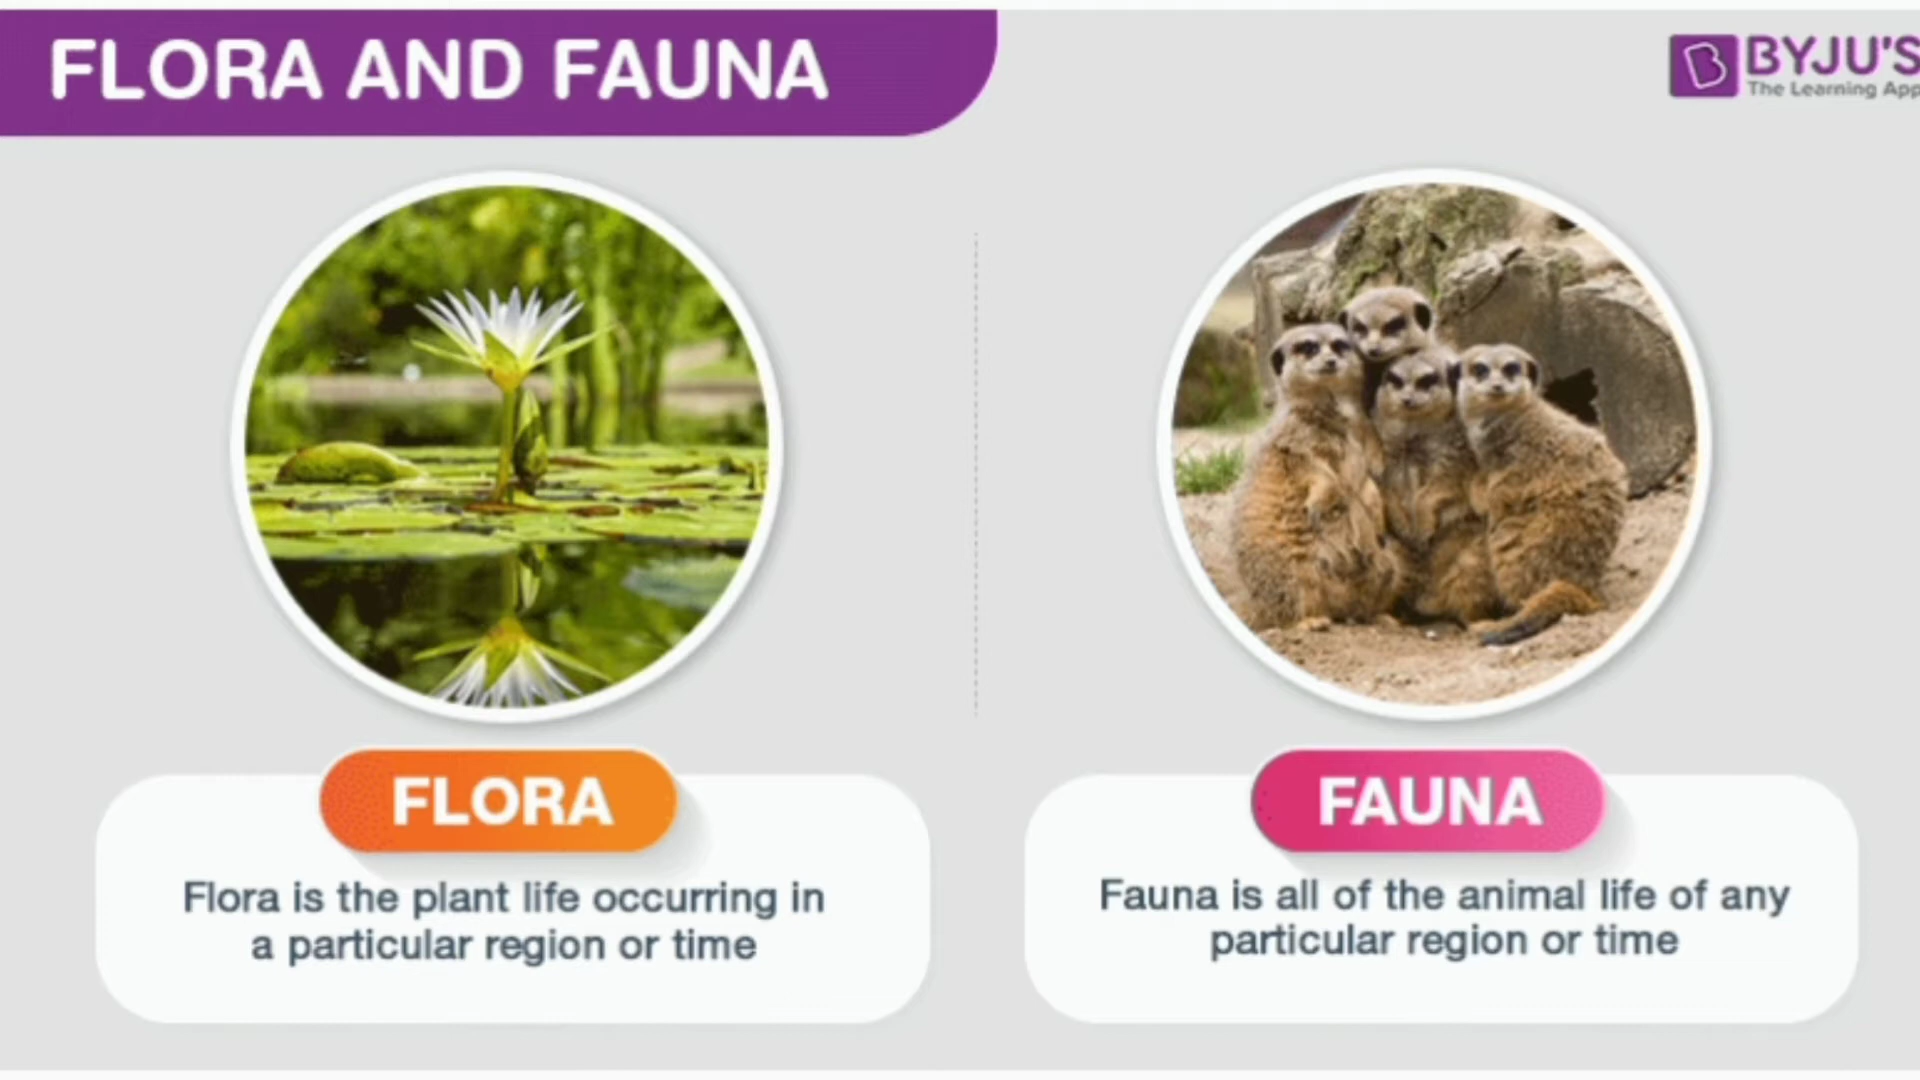 FLORA AND FAUNA
BYJU'S
The Learning App
FLORA
Flora is the plant life occurring in
a particular region or time
FAUNA
Fauna is all of the animal life of any
particular region or time